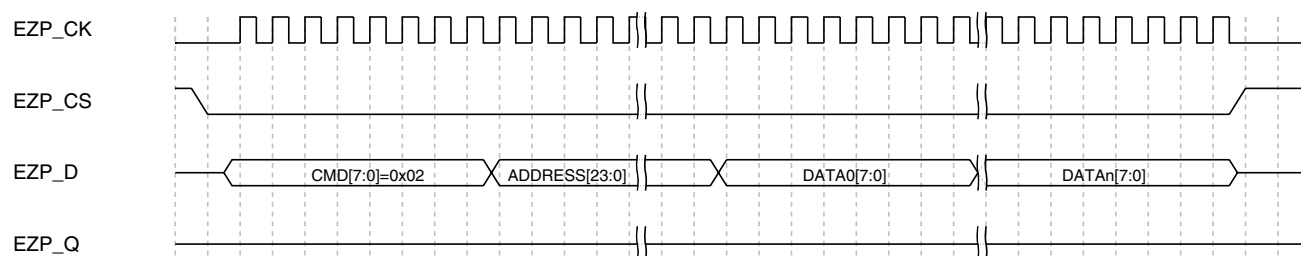 EZP_CK
EZP_CS
EZP_D CMD[7:0]=0x02 ADDRESS[23:0] DATA0[7:0] DATAn[7:0]
EZP_Q